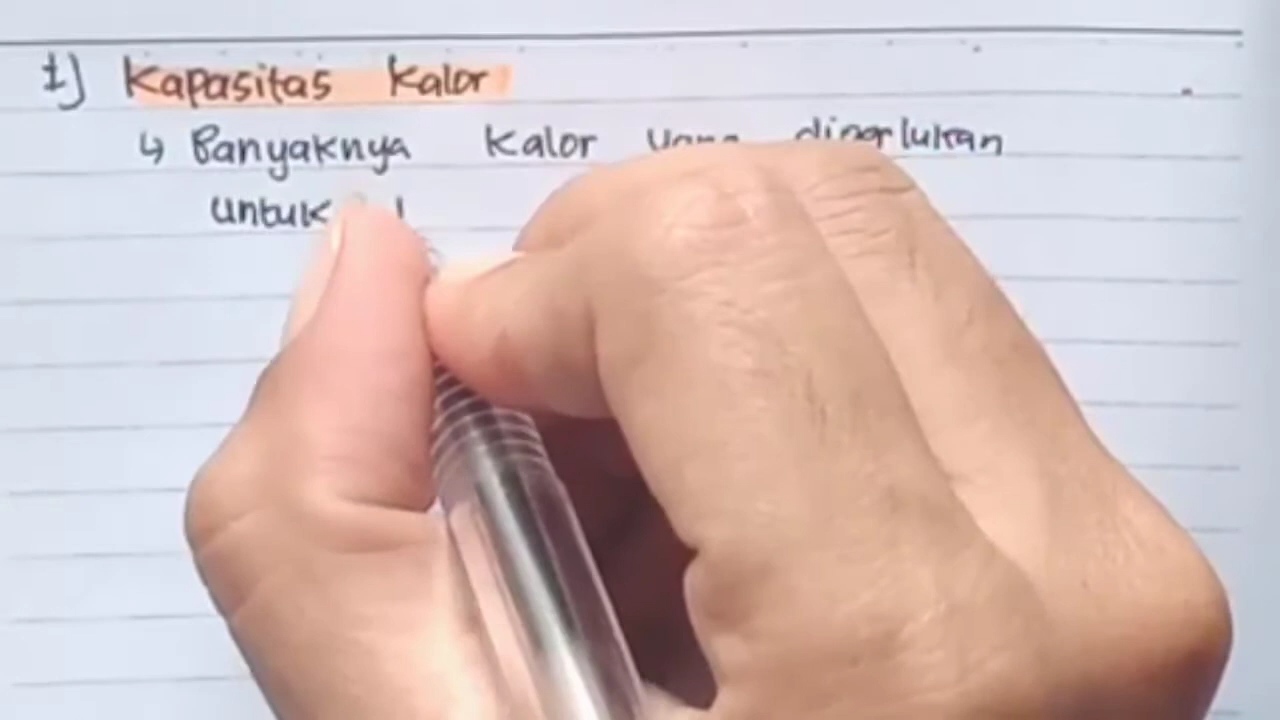 1) Kapasitas Kalor
↳ Banyaknya Kalor yang diperlukan
untuk